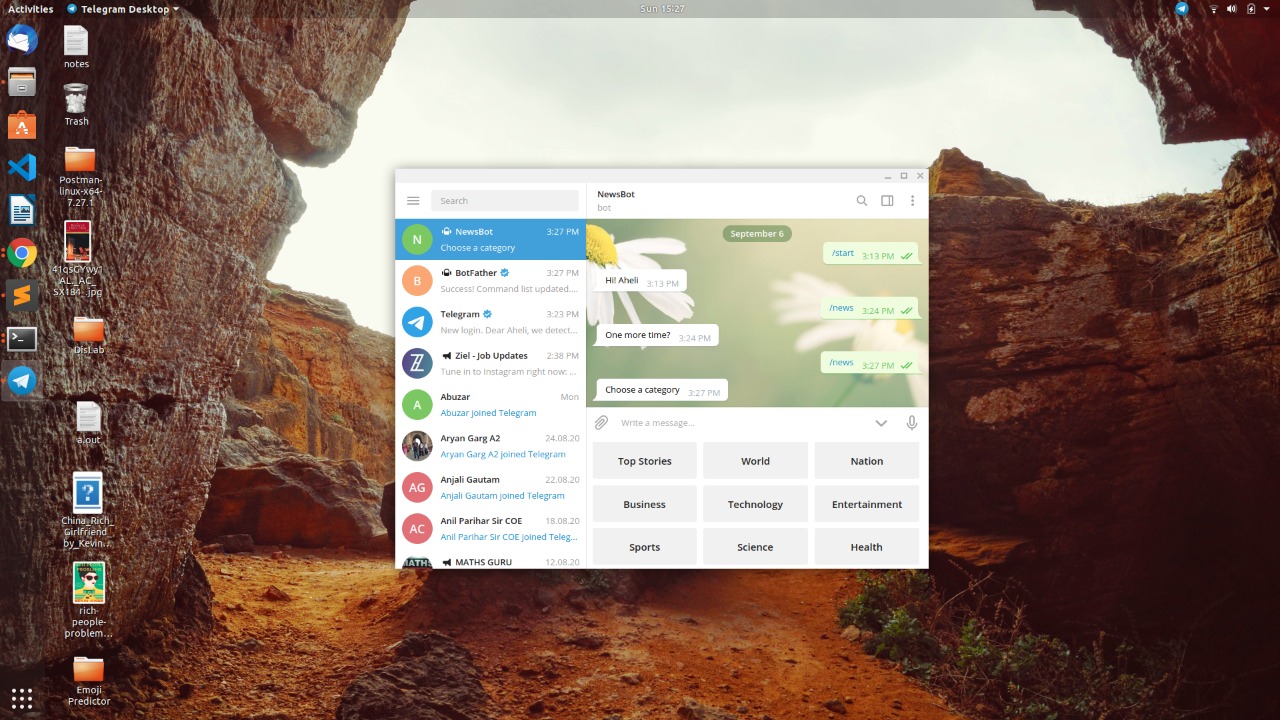 Activities
Telegram Desktop
Sun 15:27
notes
Trash
Postman-
linux-x64-
7.27.1
SX184_.jpg
DisLab
a.out
China_Rich_
Girlfriend_
by_Kevin...
rich-
people-
problem...
Emoji
Predictor
Search
N
NewsBot
3:27 PM
Choose a category
B
BotFather
3:27 PM
Success! Command list updated....
Telegram
3:23 PM
New login. Dear Aheli, we detect...
Ziel - Job Updates
2:38 PM
Tune in to Instagram right now: ...
A
Abuzar
Mon
Abuzar joined Telegram
Aryan Garg A2
24.08.20
Aryan Garg A2 joined Telegram
AG
Anjali Gautam
22.08.20
Anjali Gautam joined Telegram
AC
Anil Parihar Sir COE
18.08.20
Anil Parihar Sir COE joined Teleg...
MATHS
MATHS GURU
12.08.20
NewsBot
bot
September 6
/start 3:13 PM
Hi! Aheli 3:13 PM
/news 3:24 PM
One more time? 3:24 PM
/news 3:27 PM
Choose a category 3:27 PM
Write a message...
Top Stories
World
Nation
Business
Technology
Entertainment
Sports
Science
Health